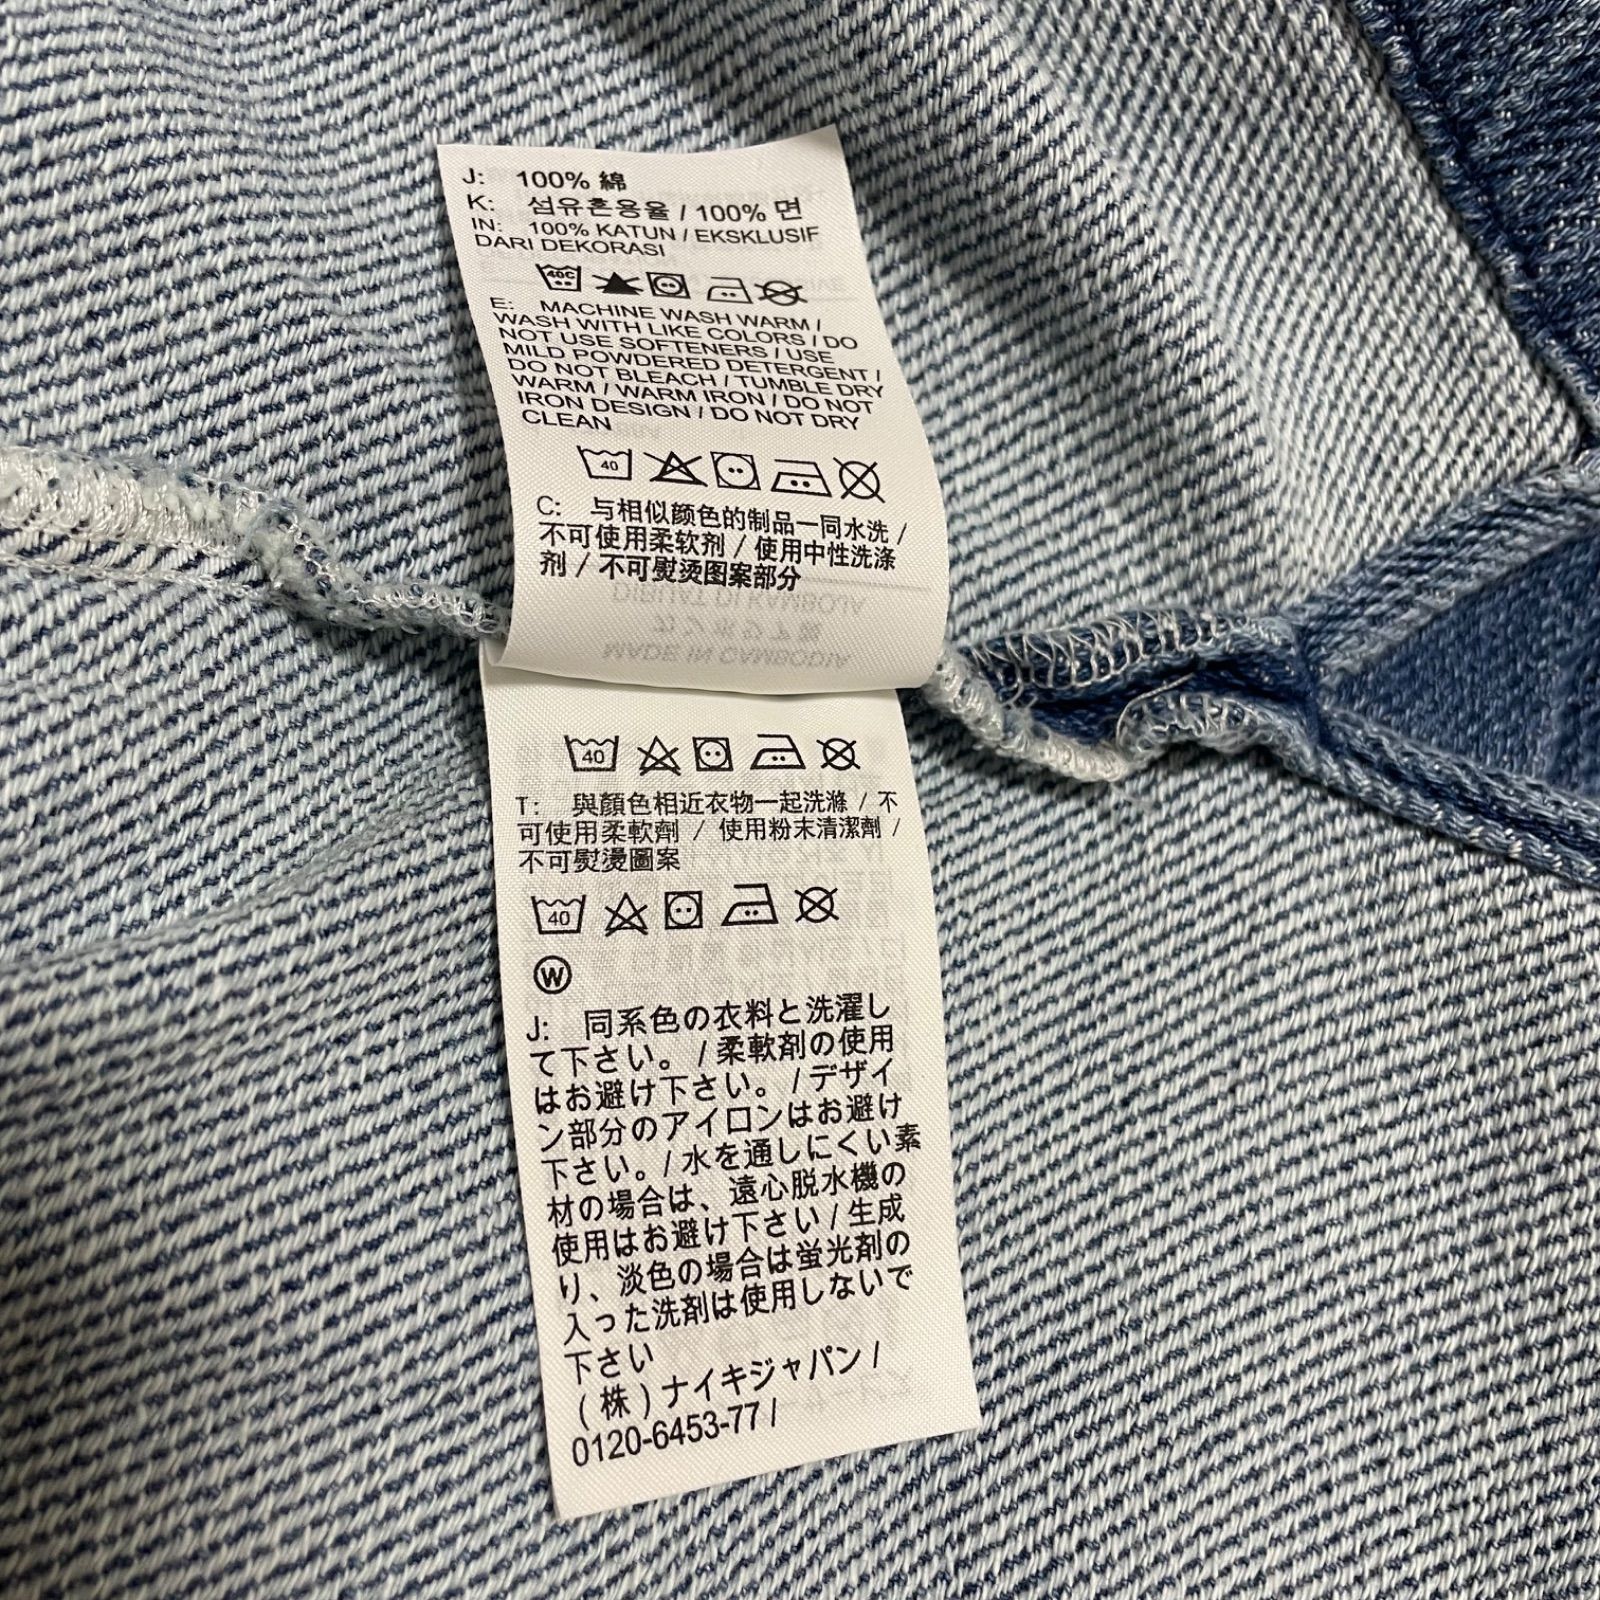 J: 100% 綿
K: 섬유혼용율 / 100% 면
IN: 100% KATUN / EKSKLUSIF
DARI DEKORASI
40C
E: MACHINE WASH WARM /
WASH WITH LIKE COLORS / DO
NOT USE SOFTENERS / USE
MILD POWDERED DETERGENT /
DO NOT BLEACH / TUMBLE DRY
WARM / WARM IRON / DO NOT
IRON DESIGN / DO NOT DRY
CLEAN
40
C: 与相似颜色的制品一同水洗 /
不可使用柔软剂 / 使用中性洗涤
剂 / 不可熨烫图案部分
DIBUAT DI KAMBOJA
カンボジア製
MADE IN CAMBODIA
40
T: 與顏色相近衣物一起洗滌 / 不
可使用柔軟劑 / 使用粉末清潔劑 /
不可熨燙圖案
40
W
J: 同系色の衣料と洗濯し
て下さい。 / 柔軟剤の使用
はお避け下さい。 / デザイ
ン部分のアイロンはお避け
下さい。/ 水を通しにくい素
材の場合は、遠心脱水機の
使用はお避け下さい / 生成
り、淡色の場合は蛍光剤の
入った洗剤は使用しないで
下さい
(株)ナイキジャパン /
0120-6453-77 /